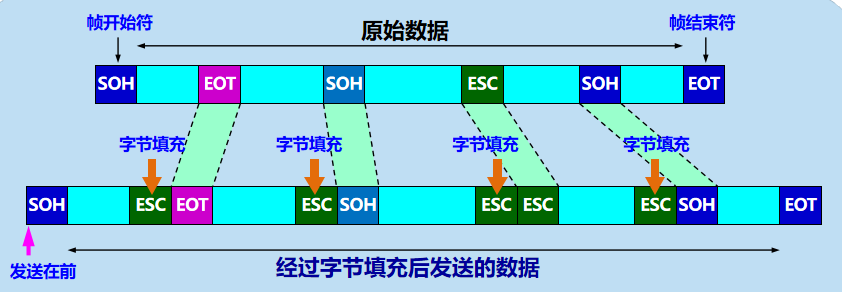 帧开始符
原始数据
帧结束符
SOH EOT SOH ESC SOH EOT
字节填充 字节填充 字节填充 字节填充
SOH ESC EOT ESC SOH ESC ESC ESC SOH EOT
发送在前
经过字节填充后发送的数据